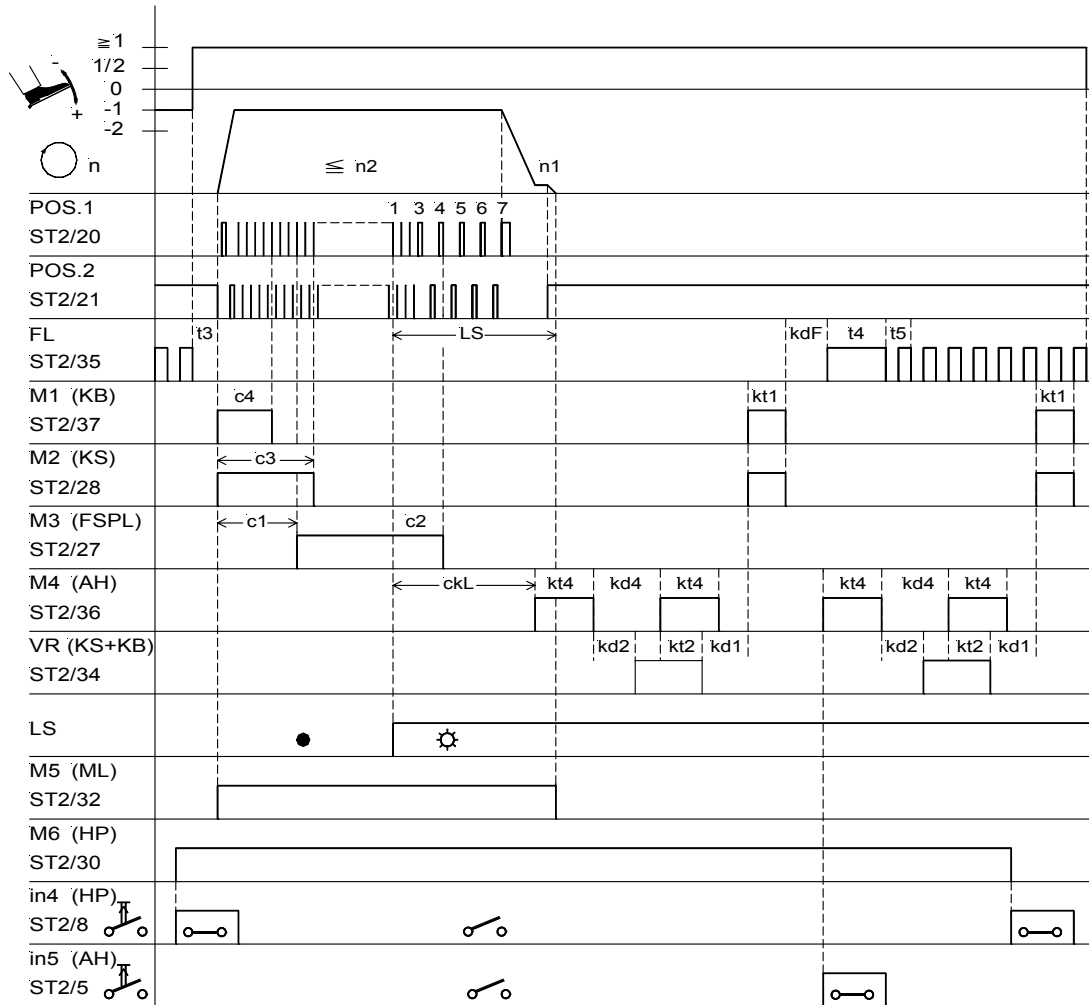 ≧1
- 1/2
0
-1
+ -2
n
≦ n2
n1
POS.1
ST2/20
1 3 4 5 6 7
POS.2
ST2/21
FL
ST2/35
t3
LS
kdF t4 t5
M1 (KB)
ST2/37
c4
kt1
kt1
M2 (KS)
ST2/28
c3
M3 (FSPL)
ST2/27
c1
c2
M4 (AH)
ST2/36
ckL
kt4 kd4 kt4
kt4 kd4 kt4
VR (KS+KB)
ST2/34
kd2 kt2 kd1
kd2 kt2 kd1
LS
M5 (ML)
ST2/32
M6 (HP)
ST2/30
in4 (HP)
ST2/8
in5 (AH)
ST2/5